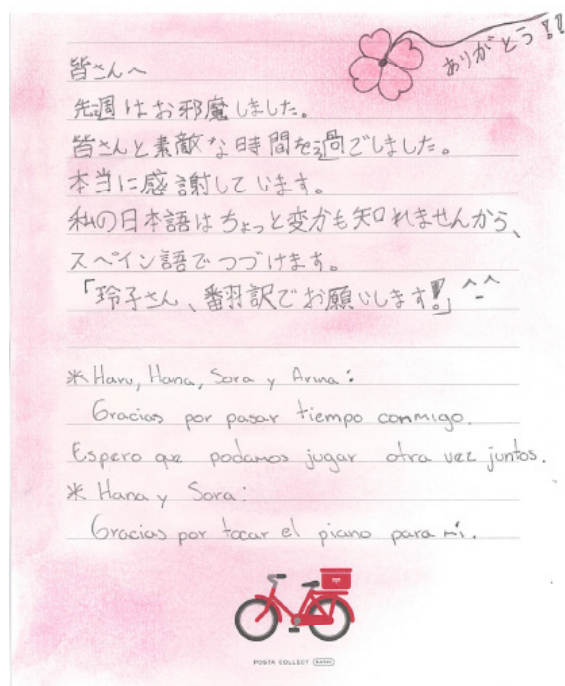 ありがとう!!
皆さんへ
先週はお邪魔しました。
皆さんと素敵な時間を過ごしました。
本当に感謝しています。
私の日本語はちょっと変かも知れませんから、
スペイン語でつづけます。
「玲子さん、翻訳でお願いします!!」^-^
* Haru, Hana, Sora y Arina:
Gracias por pasar tiempo conmigo.
Espero que podamos jugar otra vez juntos.
* Hana y Sora:
Gracias por tocar el piano para mi.
POSTA COLLECT BASIC